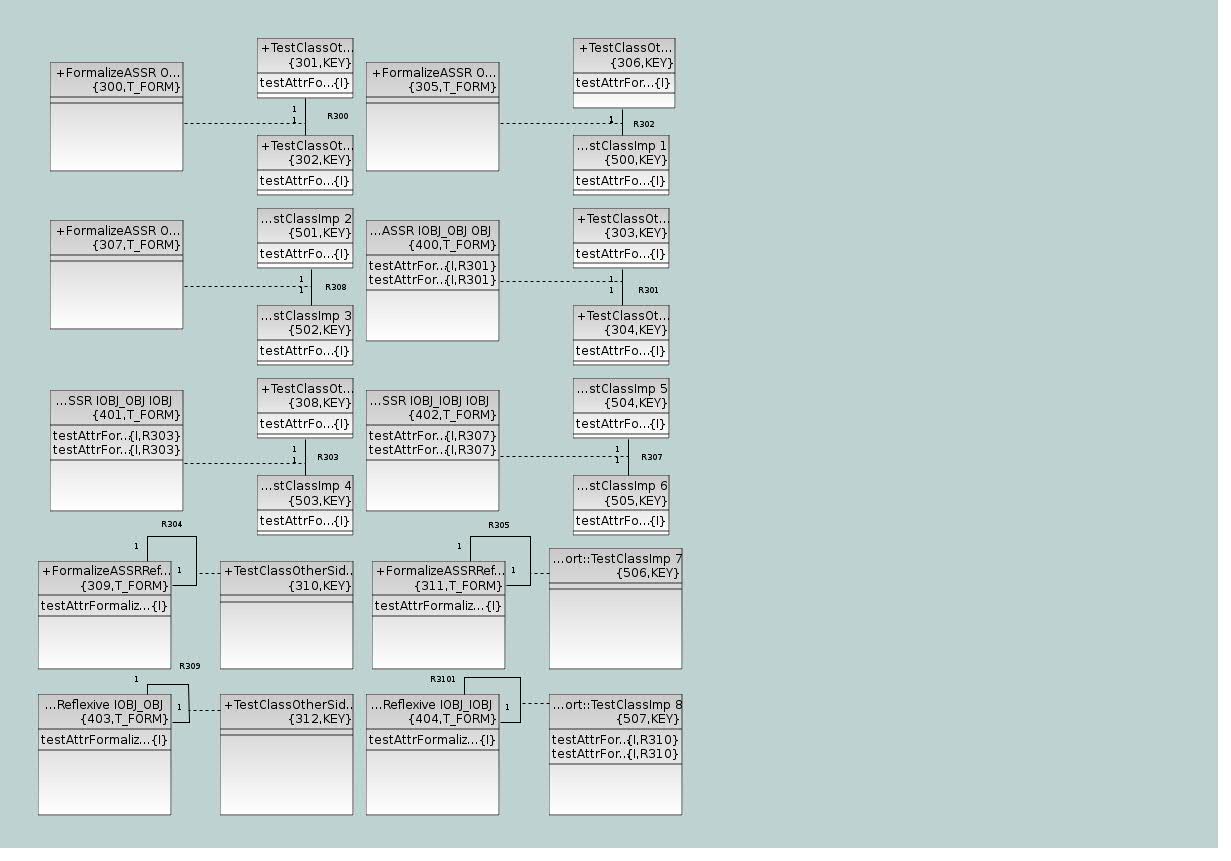 +FormalizeASSR O...
{300,T_FORM}
+TestClassOt...
{301,KEY}
testAttrFo...{I}
1
1
R300
+TestClassOt...
{302,KEY}
testAttrFo...{I}
+FormalizeASSR O...
{305,T_FORM}
+TestClassOt...
{306,KEY}
testAttrFor...{I}
1
R302
...stClassImp 1
{500,KEY}
testAttrFo...{I}
+FormalizeASSR O...
{307,T_FORM}
...stClassImp 2
{501,KEY}
testAttrFo...{I}
1
1
R308
...stClassImp 3
{502,KEY}
testAttrFo...{I}
...ASSR IOBJ_OBJ OBJ
{400,T_FORM}
testAttrFor...{I,R301}
testAttrFor...{I,R301}
+TestClassOt...
{303,KEY}
testAttrFo...{I}
1
1
R301
+TestClassOt...
{304,KEY}
testAttrFo...{I}
...SSR IOBJ_OBJ IOBJ
{401,T_FORM}
testAttrFor...{I,R303}
testAttrFor...{I,R303}
+TestClassOt...
{308,KEY}
testAttrFo...{I}
1
1
R303
...stClassImp 4
{503,KEY}
testAttrFo...{I}
...SSR IOBJ_IOBJ IOBJ
{402,T_FORM}
testAttrFor...{I,R307}
testAttrFor...{I,R307}
...stClassImp 5
{504,KEY}
testAttrFo...{I}
1
1
R307
...stClassImp 6
{505,KEY}
testAttrFo...{I}
R304
1
+FormalizeASSRRef...
{309,T_FORM}
testAttrFormaliz...{I}
1
+TestClassOtherSid...
{310,KEY}
R305
1
+FormalizeASSRRef...
{311,T_FORM}
testAttrFormaliz...{I}
1
...ort::TestClassImp 7
{506,KEY}
R309
1
...Reflexive IOBJ_OBJ
{403,T_FORM}
testAttrFormaliz...{I}
1
+TestClassOtherSid...
{312,KEY}
R3101
...Reflexive IOBJ_IOBJ
{404,T_FORM}
testAttrFormaliz...{I}
1
...ort::TestClassImp 8
{507,KEY}
testAttrFor...{I,R310}
testAttrFor...{I,R310}